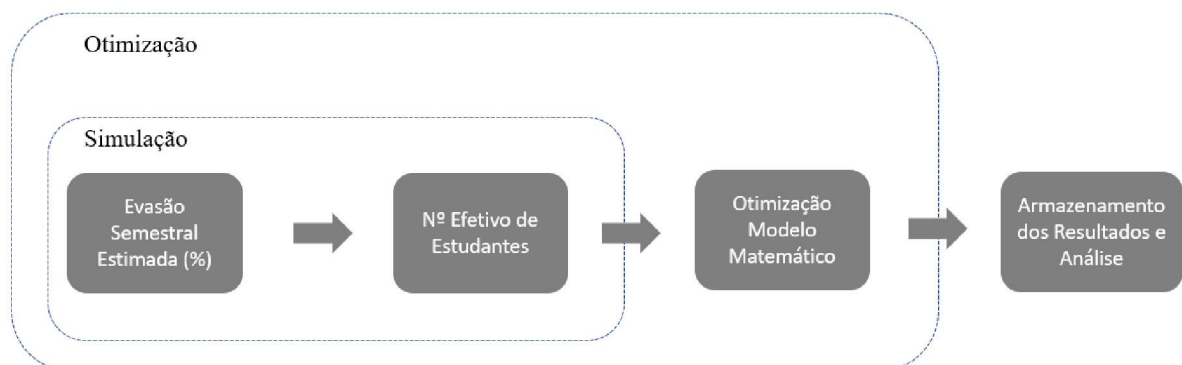 Otimização
Simulação
Evasão
Semestral
Estimada (%)
Nº Efetivo de
Estudantes
Otimização
Modelo
Matemático
Armazenamento
dos Resultados e
Análise